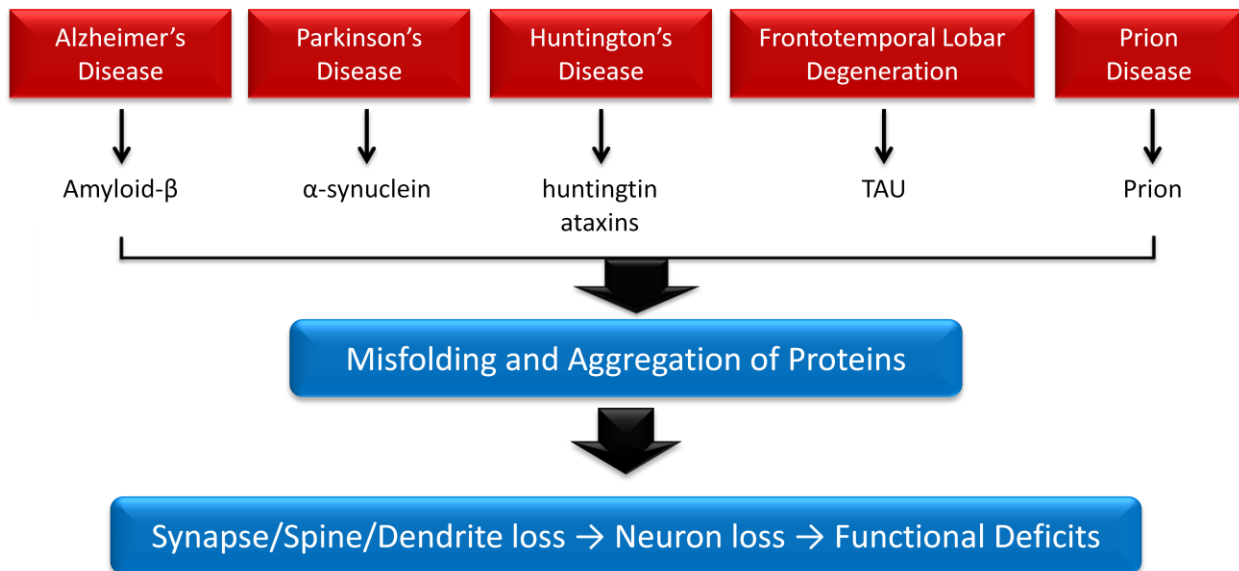 Alzheimer’s
Disease
Parkinson’s
Disease
Huntington’s
Disease
Frontotemporal Lobar
Degeneration
Prion
Disease
Amyloid-β
α-synuclein
huntingtin
ataxins
TAU
Prion
Misfolding and Aggregation of Proteins
Synapse/Spine/Dendrite loss → Neuron loss → Functional Deficits